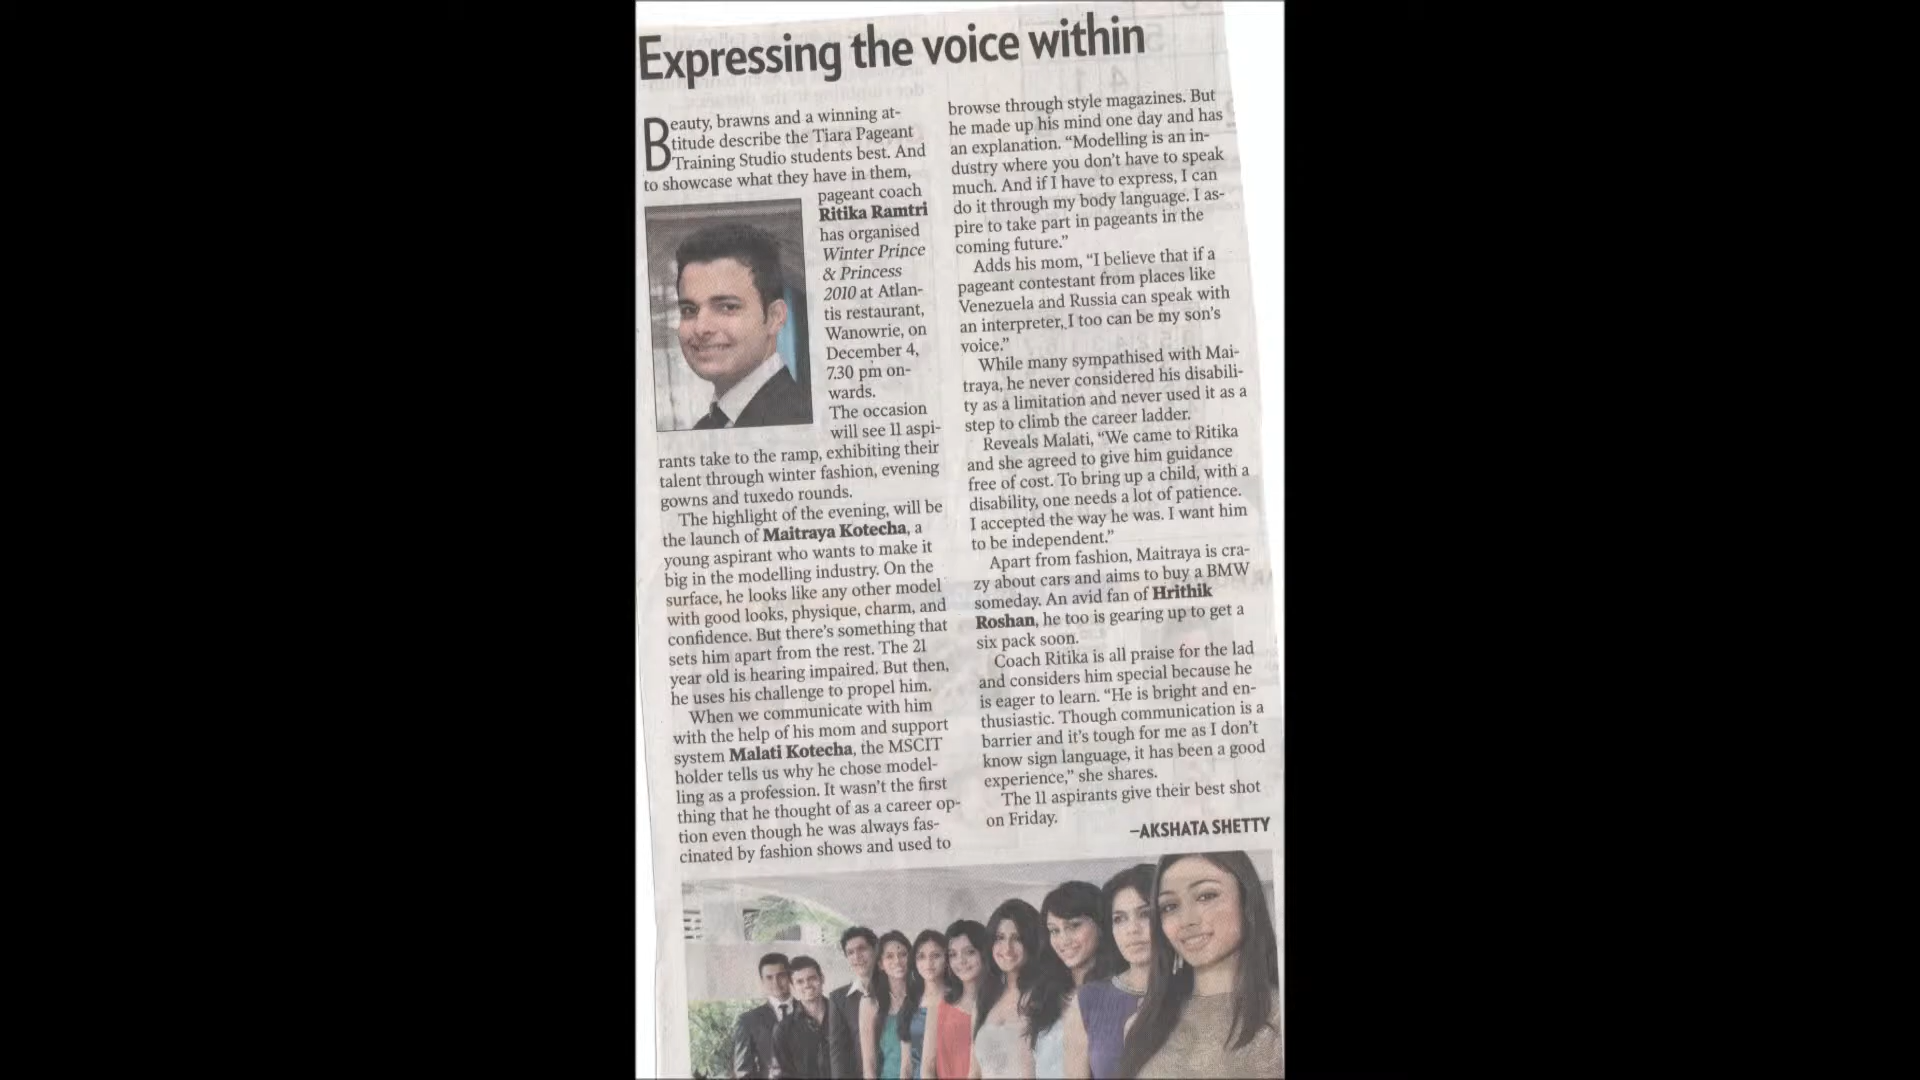 Expressing the voice within
Beauty, brawns and a winning at-
titude describe the Tiara Pageant
Training Studio students best. And
to showcase what they have in them,
pageant coach
Ritika Ramtri
has organised
Winter Prince
& Princess
2010 at Atlan-
tis restaurant,
Wanowrie, on
December 4,
7.30 pm on-
wards.
The occasion
will see 11 aspi-
rants take to the ramp, exhibiting their
talent through winter fashion, evening
gowns and tuxedo rounds.
The highlight of the evening, will be
the launch of Maitraya Kotecha, a
young aspirant who wants to make it
big in the modelling industry. On the
surface, he looks like any other model
with good looks, physique, charm, and
confidence. But there's something that
sets him apart from the rest. The 21
year old is hearing impaired. But then,
he uses his challenge to propel him.
When we communicate with him
with the help of his mom and support
system Malati Kotecha, the MSCIT
holder tells us why he chose model-
ling as a profession. It wasn't the first
thing that he thought of as a career op-
tion even though he was always fas-
cinated by fashion shows and used to
browse through style magazines. But
he made up his mind one day and has
an explanation. “Modelling is an in-
dustry where you don't have to speak
much. And if I have to express, I can
do it through my body language. I as-
pire to take part in pageants in the
coming future.”
Adds his mom, “I believe that if a
pageant contestant from places like
Venezuela and Russia can speak with
an interpreter, I too can be my son's
voice.”
While many sympathised with Mai-
traya, he never considered his disabili-
ty as a limitation and never used it as a
step to climb the career ladder.
Reveals Malati, “We came to Ritika
and she agreed to give him guidance
free of cost. To bring up a child, with a
disability, one needs a lot of patience.
I accepted the way he was. I want him
to be independent.”
Apart from fashion, Maitraya is cra-
zy about cars and aims to buy a BMW
someday. An avid fan of Hrithik
Roshan, he too is gearing up to get a
six pack soon.
Coach Ritika is all praise for the lad
and considers him special because he
is eager to learn. “He is bright and en-
thusiastic. Though communication is a
barrier and it's tough for me as I don't
know sign language, it has been a good
experience,” she shares.
The 11 aspirants give their best shot
on Friday.
–AKSHATA SHETTY